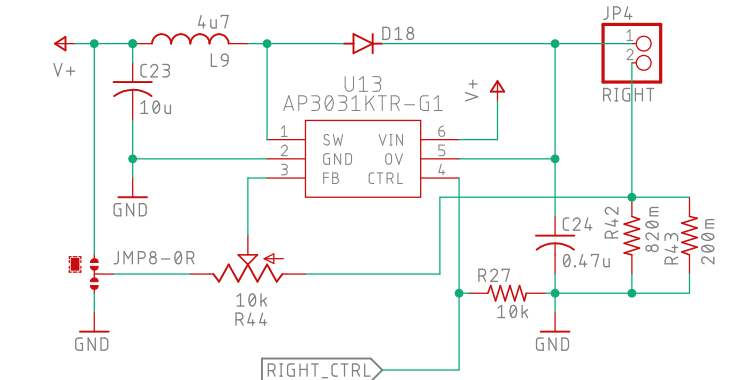 JP4
4u7
D18
1
2
V+
L9
C23
10u
U13
AP3031KTR-G1
V+
RIGHT
1 SW VIN 6
2 GND OV 5
3 FB CTRL 4
GND
C24
0.47u
R42
820m
R43
200m
JMP8-0R
10k
R44
R27
10k
GND
GND
RIGHT_CTRL